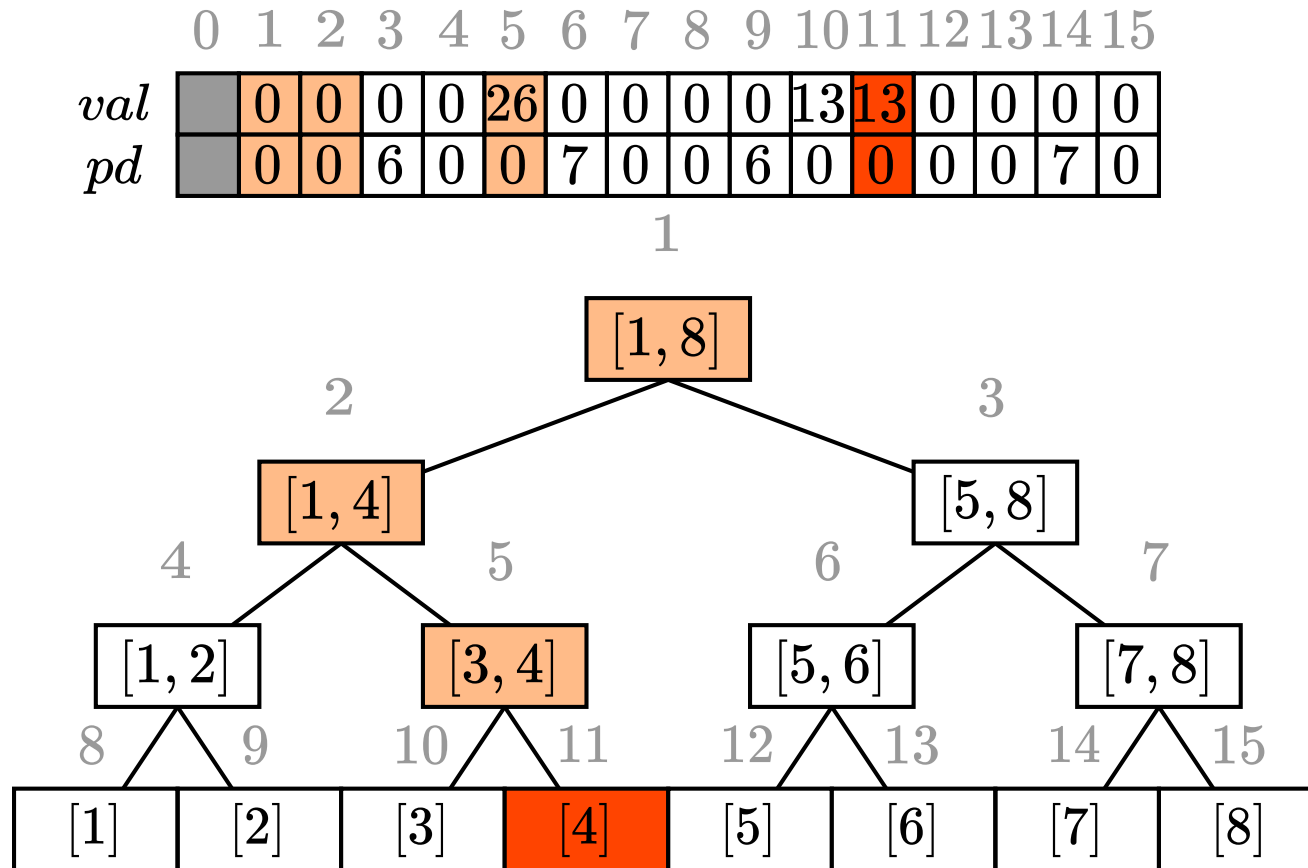 0 1 2 3 4 5 6 7 8 9 10 11 12 13 14 15
val 0 0 0 0 26 0 0 0 0 13 13 0 0 0 0
pd 0 0 6 0 0 7 0 0 6 0 0 0 0 7 0
1
[1, 8]
2 3
[1, 4] [5, 8]
4 5 6 7
[1, 2] [3, 4] [5, 6] [7, 8]
8 9 10 11 12 13 14 15
[1] [2] [3] [4] [5] [6] [7] [8]